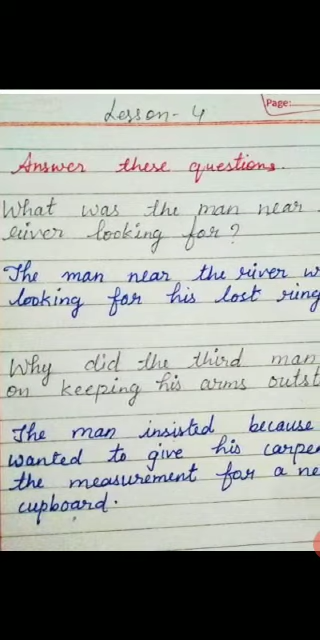 Page:
Lesson - 4
Answer these questions.
What was the man near
river looking for?
The man near the river w
looking for his lost ring
Why did the third man
on keeping his arms outst
The man insisted because
wanted to give his carpen
the measurement for a ne
cupboard.